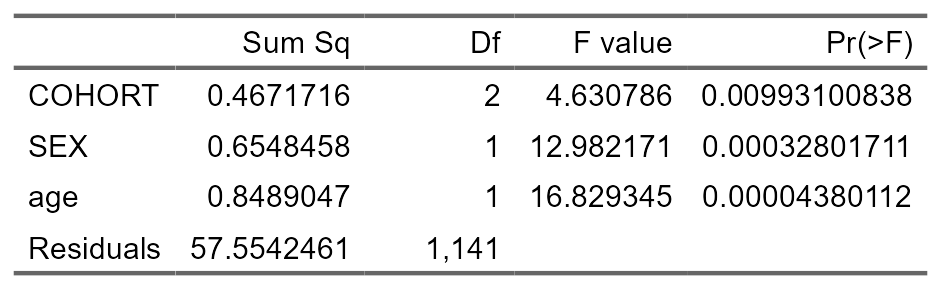 Sum Sq Df F value Pr(>F)
COHORT 0.4671716 2 4.630786 0.00993100838
SEX 0.6548458 1 12.982171 0.00032801711
age 0.8489047 1 16.829345 0.00004380112
Residuals 57.5542461 1,141